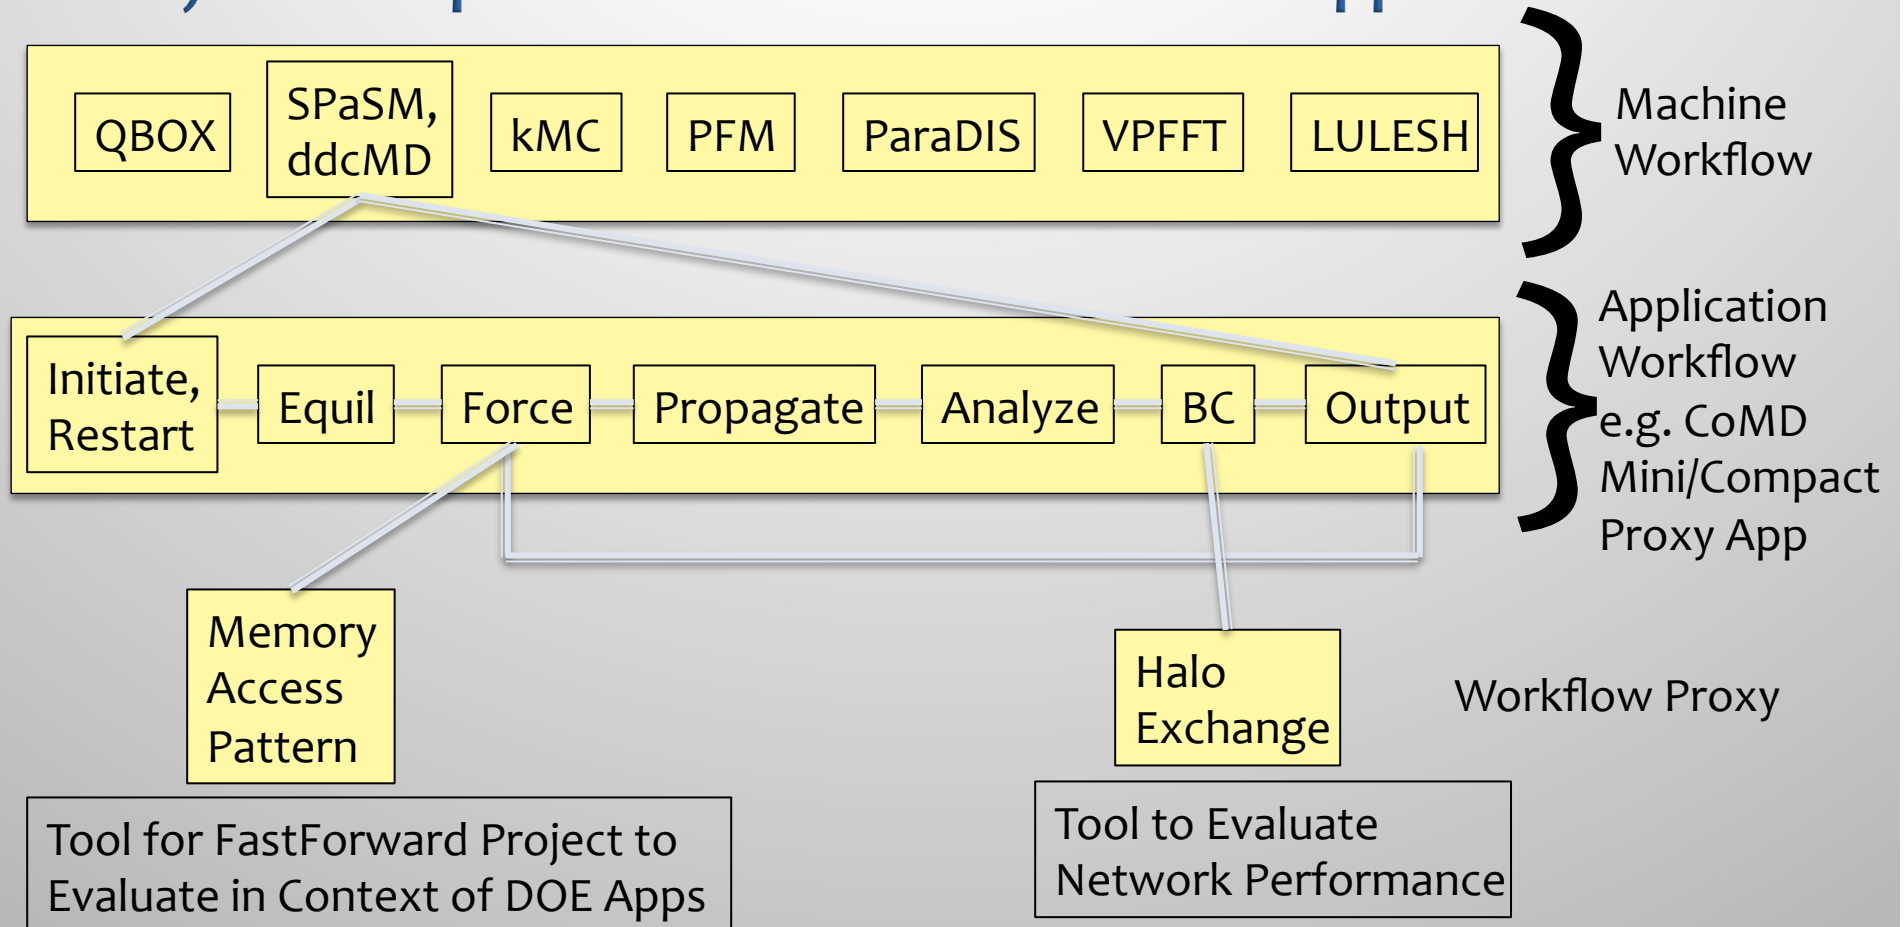 QBOX
SPaSM,
ddcMD
kMC
PFM
ParaDIS
VPFFT
LULESH
Machine
Workflow
Initiate,
Restart
Equil
Force
Propagate
Analyze
BC
Output
Application
Workflow
e.g. CoMD
Mini/Compact
Proxy App
Memory
Access
Pattern
Halo
Exchange
Workflow Proxy
Tool for FastForward Project to
Evaluate in Context of DOE Apps
Tool to Evaluate
Network Performance